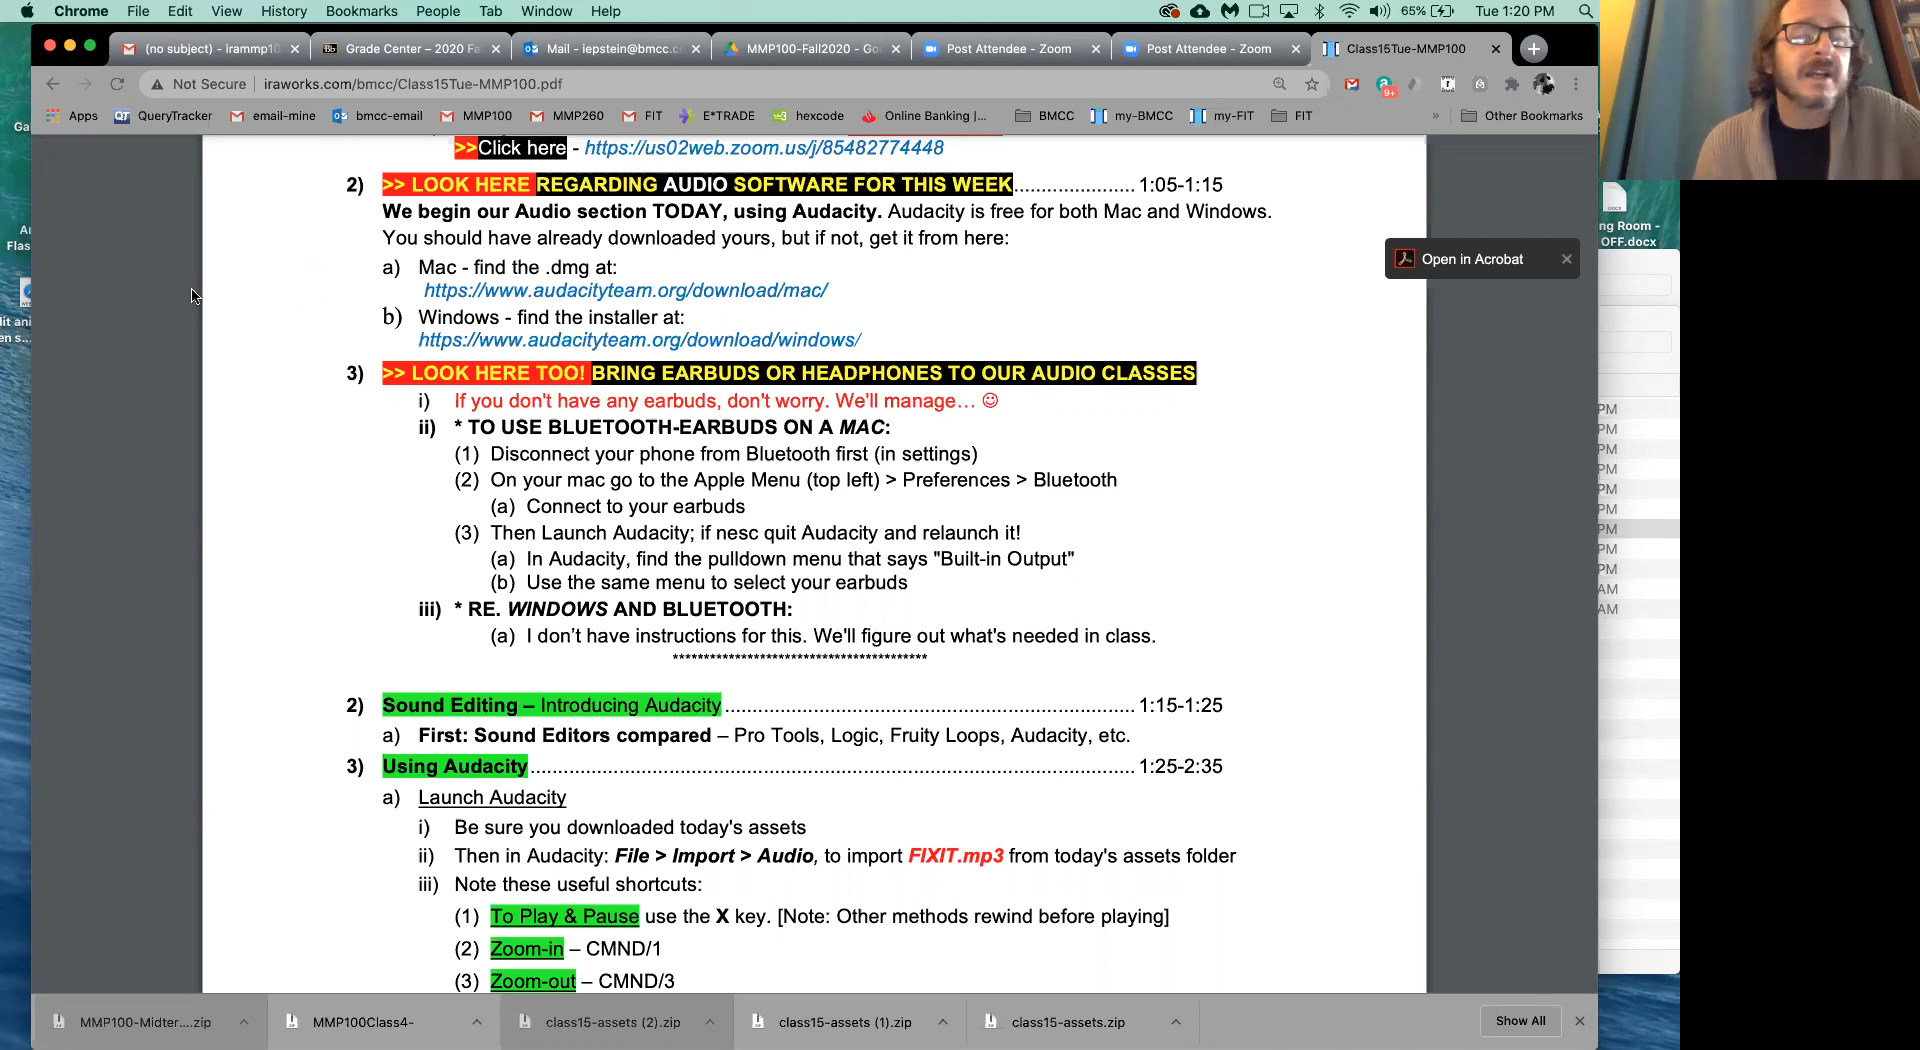 Chrome File Edit View History Bookmarks People Tab Window Help 65% Tue 1:20 PM
(no subject) - irammp10 Grade Center – 2020 Fa Mail - iepstein@bmcc.c MMP100-Fall2020 - Go Post Attendee - Zoom Post Attendee - Zoom Class15Tue-MMP100
Not Secure iraworks.com/bmcc/Class15Tue-MMP100.pdf 9+
Apps QueryTracker email-mine bmcc-email MMP100 MMP260 FIT E*TRADE hexcode Online Banking |... BMCC my-BMCC my-FIT FIT » Other Bookmarks
>>Click here - https://us02web.zoom.us/j/85482774448
2) >> LOOK HERE REGARDING AUDIO SOFTWARE FOR THIS WEEK...................... 1:05-1:15
We begin our Audio section TODAY, using Audacity. Audacity is free for both Mac and Windows.
You should have already downloaded yours, but if not, get it from here:
a) Mac - find the .dmg at:
https://www.audacityteam.org/download/mac/
b) Windows - find the installer at:
https://www.audacityteam.org/download/windows/
Open in Acrobat
3) >> LOOK HERE TOO! BRING EARBUDS OR HEADPHONES TO OUR AUDIO CLASSES
i) If you don't have any earbuds, don't worry. We'll manage… ☺
ii) * TO USE BLUETOOTH-EARBUDS ON A MAC:
(1) Disconnect your phone from Bluetooth first (in settings)
(2) On your mac go to the Apple Menu (top left) > Preferences > Bluetooth
(a) Connect to your earbuds
(3) Then Launch Audacity; if nesc quit Audacity and relaunch it!
(a) In Audacity, find the pulldown menu that says "Built-in Output"
(b) Use the same menu to select your earbuds
iii) * RE. WINDOWS AND BLUETOOTH:
(a) I don't have instructions for this. We'll figure out what's needed in class.
*****************************************
2) Sound Editing – Introducing Audacity............................................................................ 1:15-1:25
a) First: Sound Editors compared – Pro Tools, Logic, Fruity Loops, Audacity, etc.
3) Using Audacity............................................................................................................... 1:25-2:35
a) Launch Audacity
i) Be sure you downloaded today's assets
ii) Then in Audacity: File > Import > Audio, to import FIXIT.mp3 from today's assets folder
iii) Note these useful shortcuts:
(1) To Play & Pause use the X key. [Note: Other methods rewind before playing]
(2) Zoom-in – CMND/1
(3) Zoom-out – CMND/3
MMP100-Midter....zip MMP100Class4- class15-assets (2).zip class15-assets (1).zip class15-assets.zip Show All
ng Room -
OFF.docx
PM
PM
PM
PM
PM
PM
PM
PM
PM
AM
AM